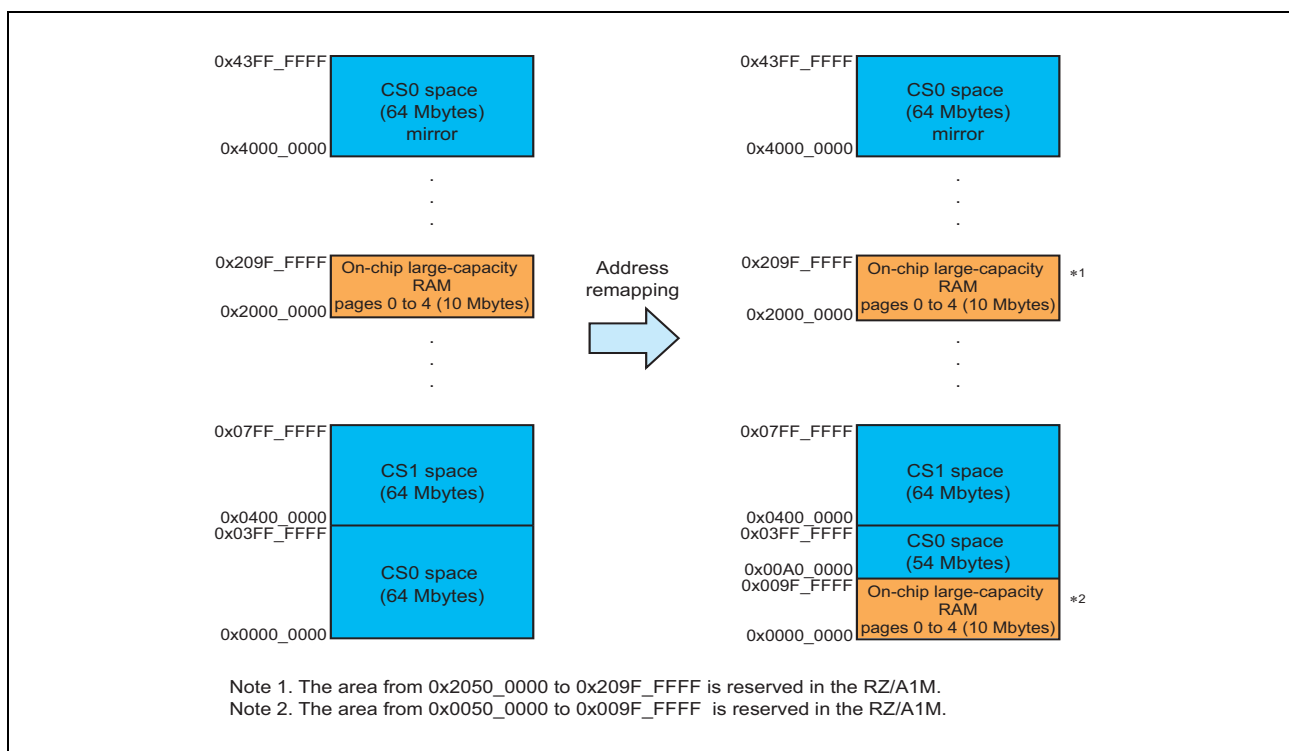 0x43FF_FFFF
CS0 space
(64 Mbytes)
mirror
0x4000_0000
.
.
.
0x209F_FFFF
On-chip large-capacity
RAM
pages 0 to 4 (10 Mbytes)
0x2000_0000
.
.
.
0x07FF_FFFF
CS1 space
(64 Mbytes)
0x0400_0000
0x03FF_FFFF
CS0 space
(64 Mbytes)
0x0000_0000
Address
remapping
0x43FF_FFFF
CS0 space
(64 Mbytes)
mirror
0x4000_0000
.
.
.
0x209F_FFFF
On-chip large-capacity
RAM
pages 0 to 4 (10 Mbytes)
*1
0x2000_0000
.
.
.
0x07FF_FFFF
CS1 space
(64 Mbytes)
0x0400_0000
0x03FF_FFFF
CS0 space
(54 Mbytes)
0x00A0_0000
0x009F_FFFF
On-chip large-capacity
RAM
pages 0 to 4 (10 Mbytes)
*2
0x0000_0000
Note 1. The area from 0x2050_0000 to 0x209F_FFFF is reserved in the RZ/A1M.
Note 2. The area from 0x0050_0000 to 0x009F_FFFF is reserved in the RZ/A1M.